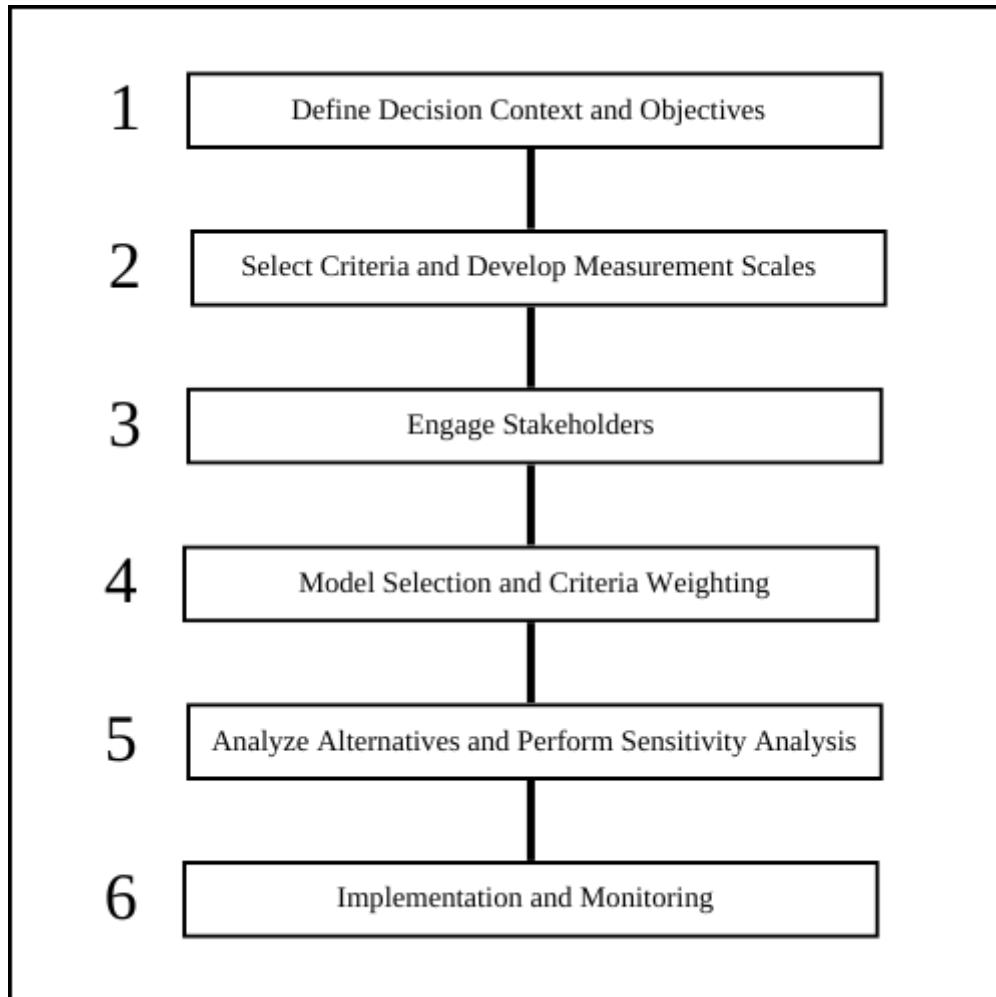 1 Define Decision Context and Objectives
2 Select Criteria and Develop Measurement Scales
3 Engage Stakeholders
4 Model Selection and Criteria Weighting
5 Analyze Alternatives and Perform Sensitivity Analysis
6 Implementation and Monitoring